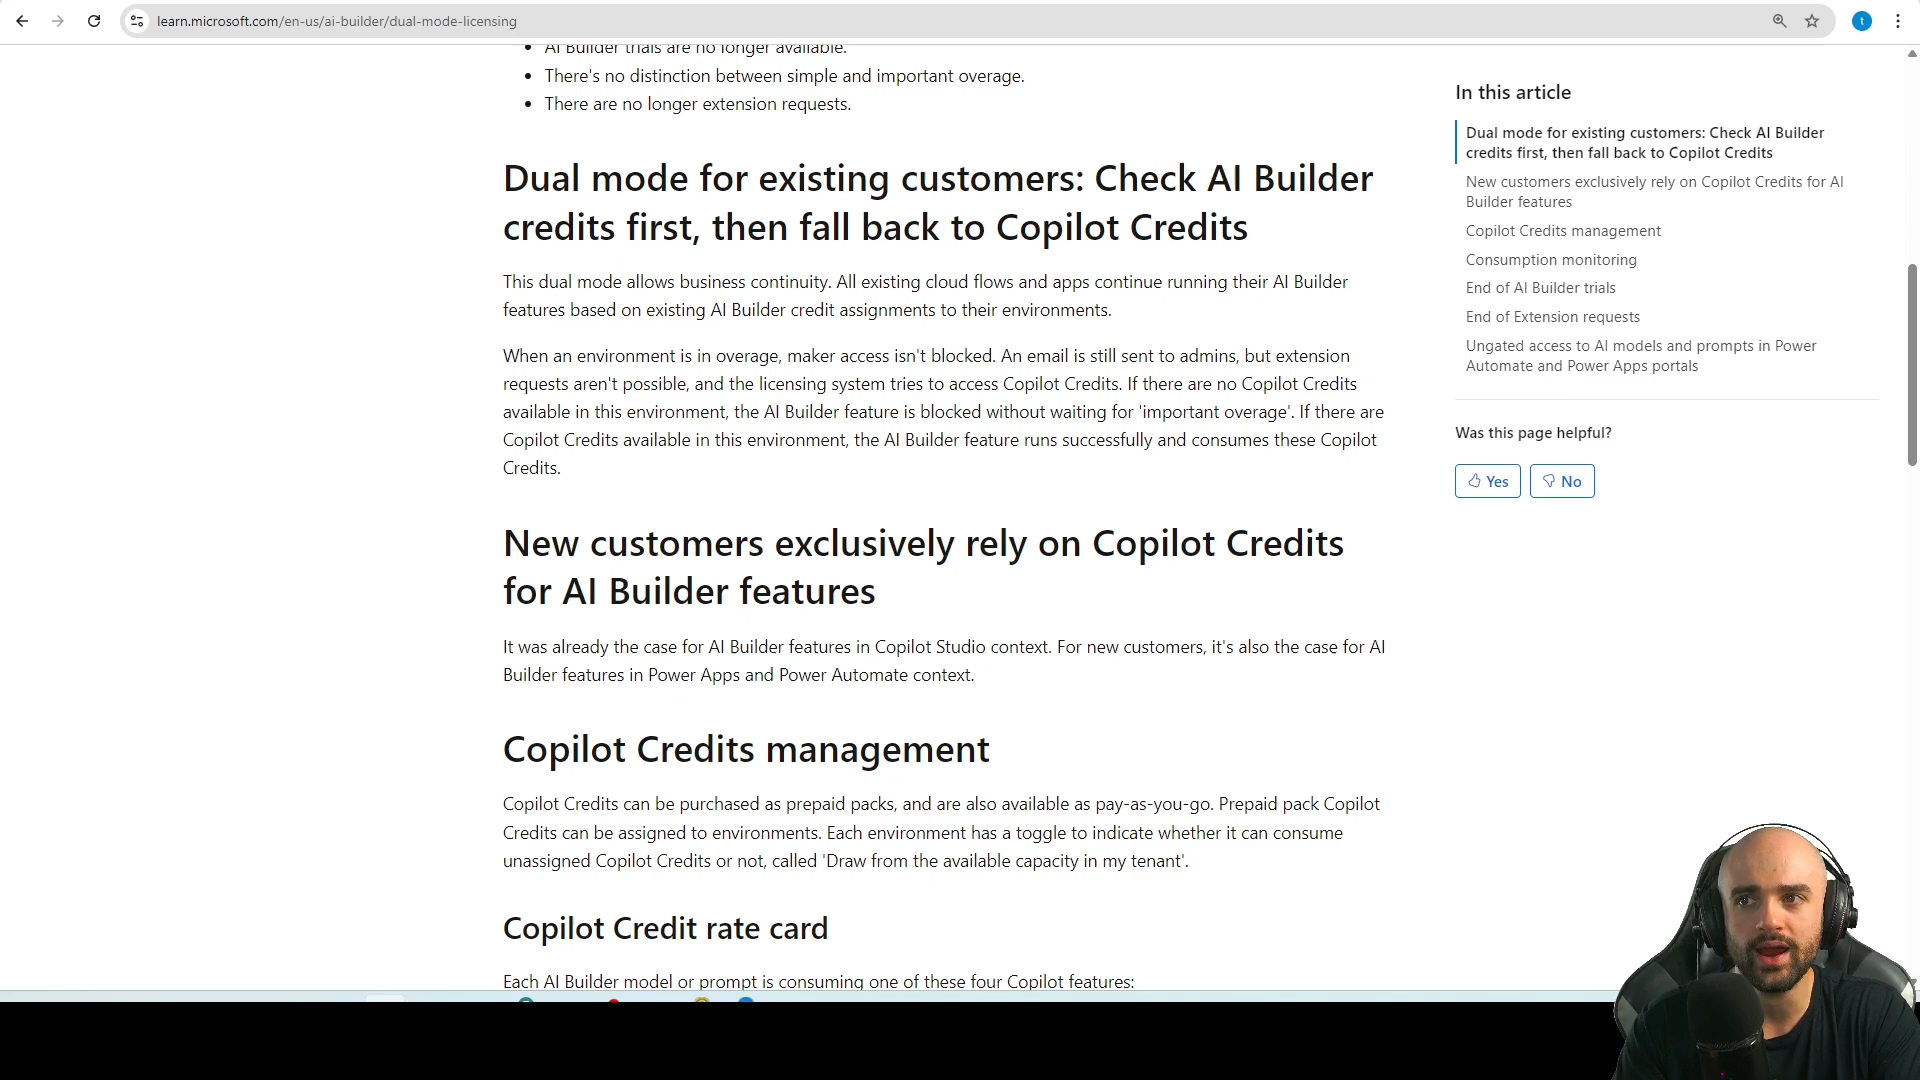 learn.microsoft.com/en-us/ai-builder/dual-mode-licensing
t
AI Builder trials are no longer available.
There's no distinction between simple and important overage.
There are no longer extension requests.
Dual mode for existing customers: Check AI Builder
credits first, then fall back to Copilot Credits
This dual mode allows business continuity. All existing cloud flows and apps continue running their AI Builder
features based on existing AI Builder credit assignments to their environments.
When an environment is in overage, maker access isn't blocked. An email is still sent to admins, but extension
requests aren't possible, and the licensing system tries to access Copilot Credits. If there are no Copilot Credits
available in this environment, the AI Builder feature is blocked without waiting for 'important overage'. If there are
Copilot Credits available in this environment, the AI Builder feature runs successfully and consumes these Copilot
Credits.
New customers exclusively rely on Copilot Credits
for AI Builder features
It was already the case for AI Builder features in Copilot Studio context. For new customers, it's also the case for AI
Builder features in Power Apps and Power Automate context.
Copilot Credits management
Copilot Credits can be purchased as prepaid packs, and are also available as pay-as-you-go. Prepaid pack Copilot
Credits can be assigned to environments. Each environment has a toggle to indicate whether it can consume
unassigned Copilot Credits or not, called 'Draw from the available capacity in my tenant'.
Copilot Credit rate card
Each AI Builder model or prompt is consuming one of these four Copilot features:
In this article
Dual mode for existing customers: Check AI Builder
credits first, then fall back to Copilot Credits
New customers exclusively rely on Copilot Credits for AI
Builder features
Copilot Credits management
Consumption monitoring
End of AI Builder trials
End of Extension requests
Ungated access to AI models and prompts in Power
Automate and Power Apps portals
Was this page helpful?
Yes
No